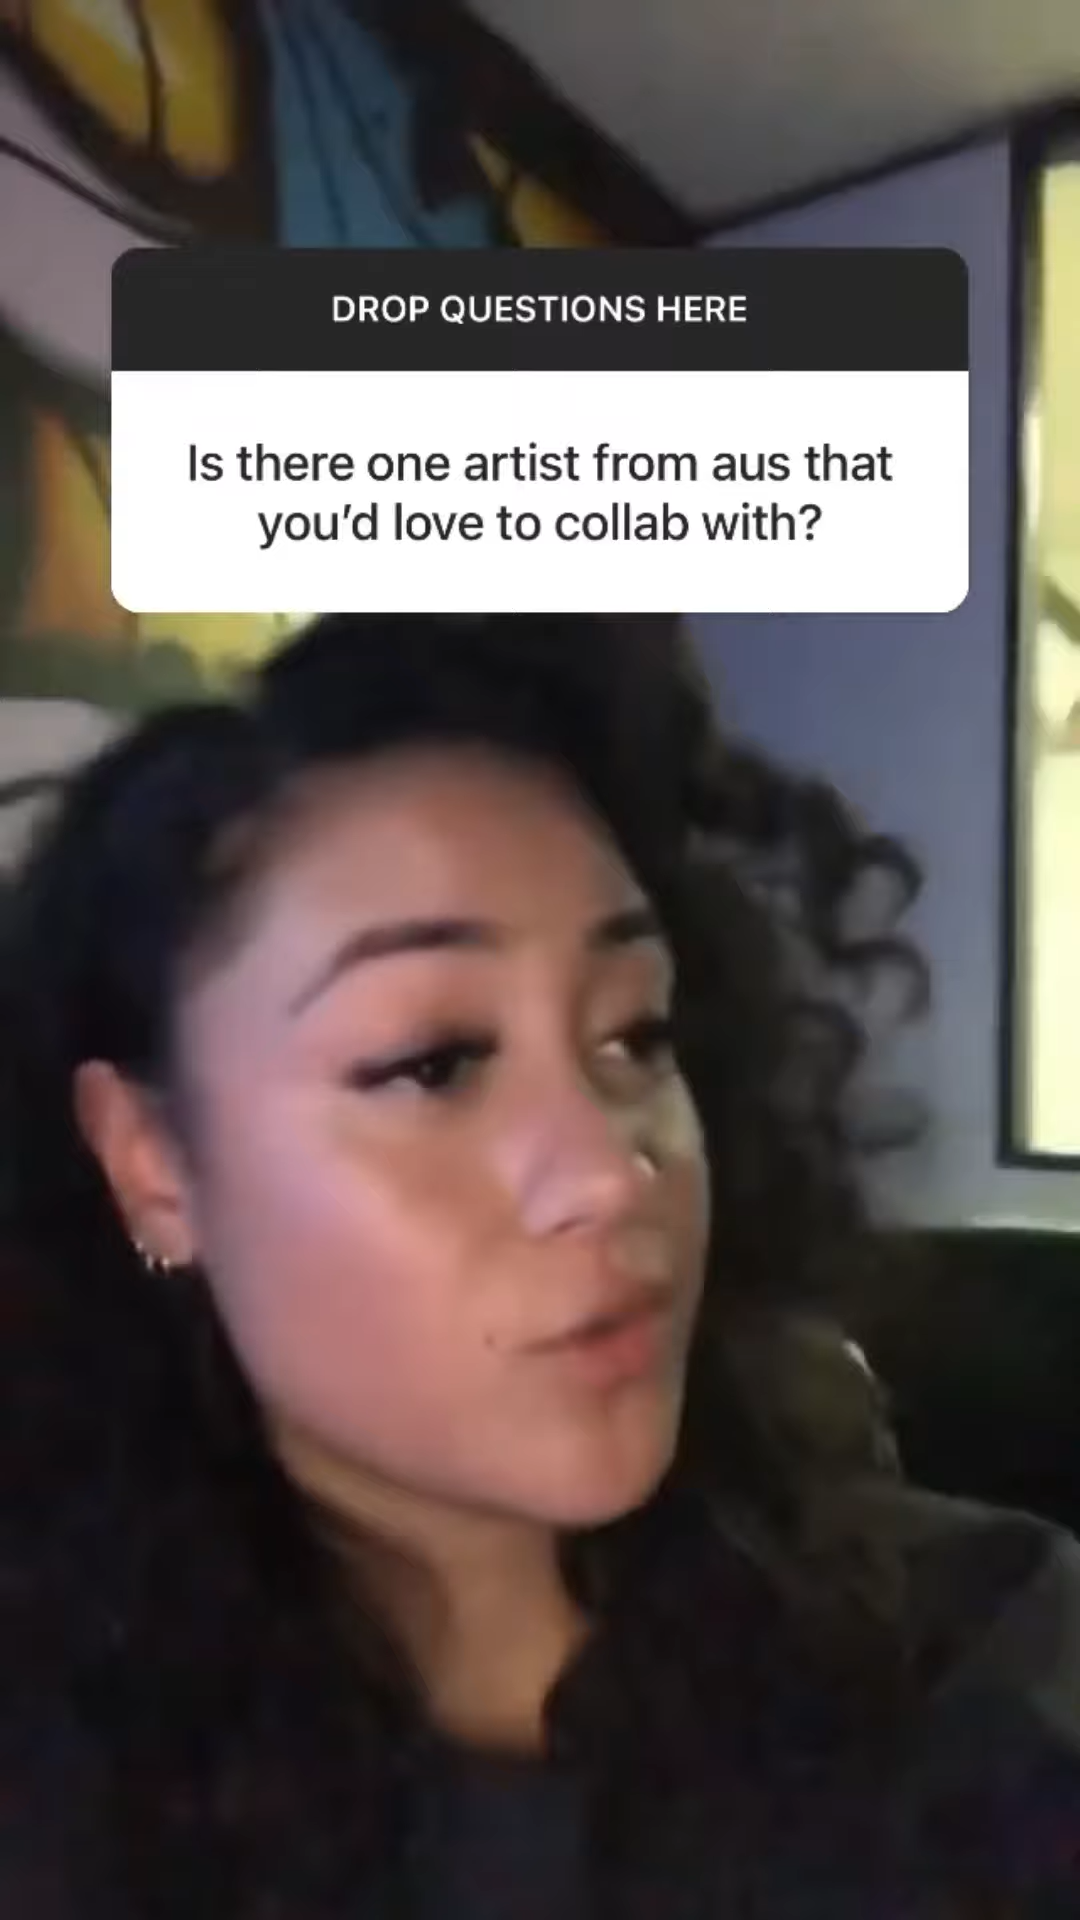 DROP QUESTIONS HERE
Is there one artist from aus that
you’d love to collab with?